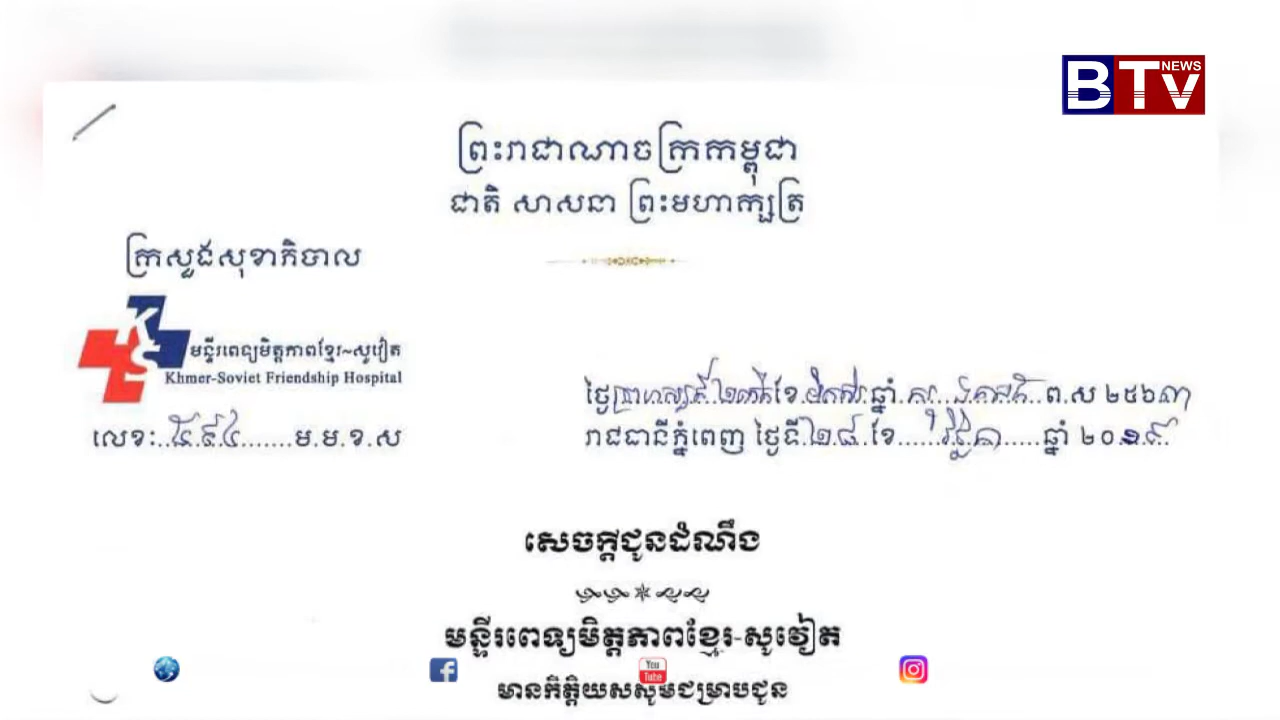 BTV NEWS
ព្រះរាជាណាចក្រកម្ពុជា
ជាតិ សាសនា ព្រះមហាក្សត្រ
ក្រសួងសុខាភិបាល
KS
មន្ទីរពេទ្យមិត្តភាពខ្មែរ~សូវៀត
Khmer-Soviet Friendship Hospital
ថ្ងៃ ខែ ឆ្នាំ ព.ស ២៥៦៣
លេខៈ...៥៩៤.......ម.ម.ខ.ស
រាជធានីភ្នំពេញ ថ្ងៃទី ២៨ ខែ ឆ្នាំ ២០១៩
សេចក្តីជូនដំណឹង
មន្ទីរពេទ្យមិត្តភាពខ្មែរ-សូវៀត
You Tube
មានកិត្តិយសសូមជម្រាបជូន